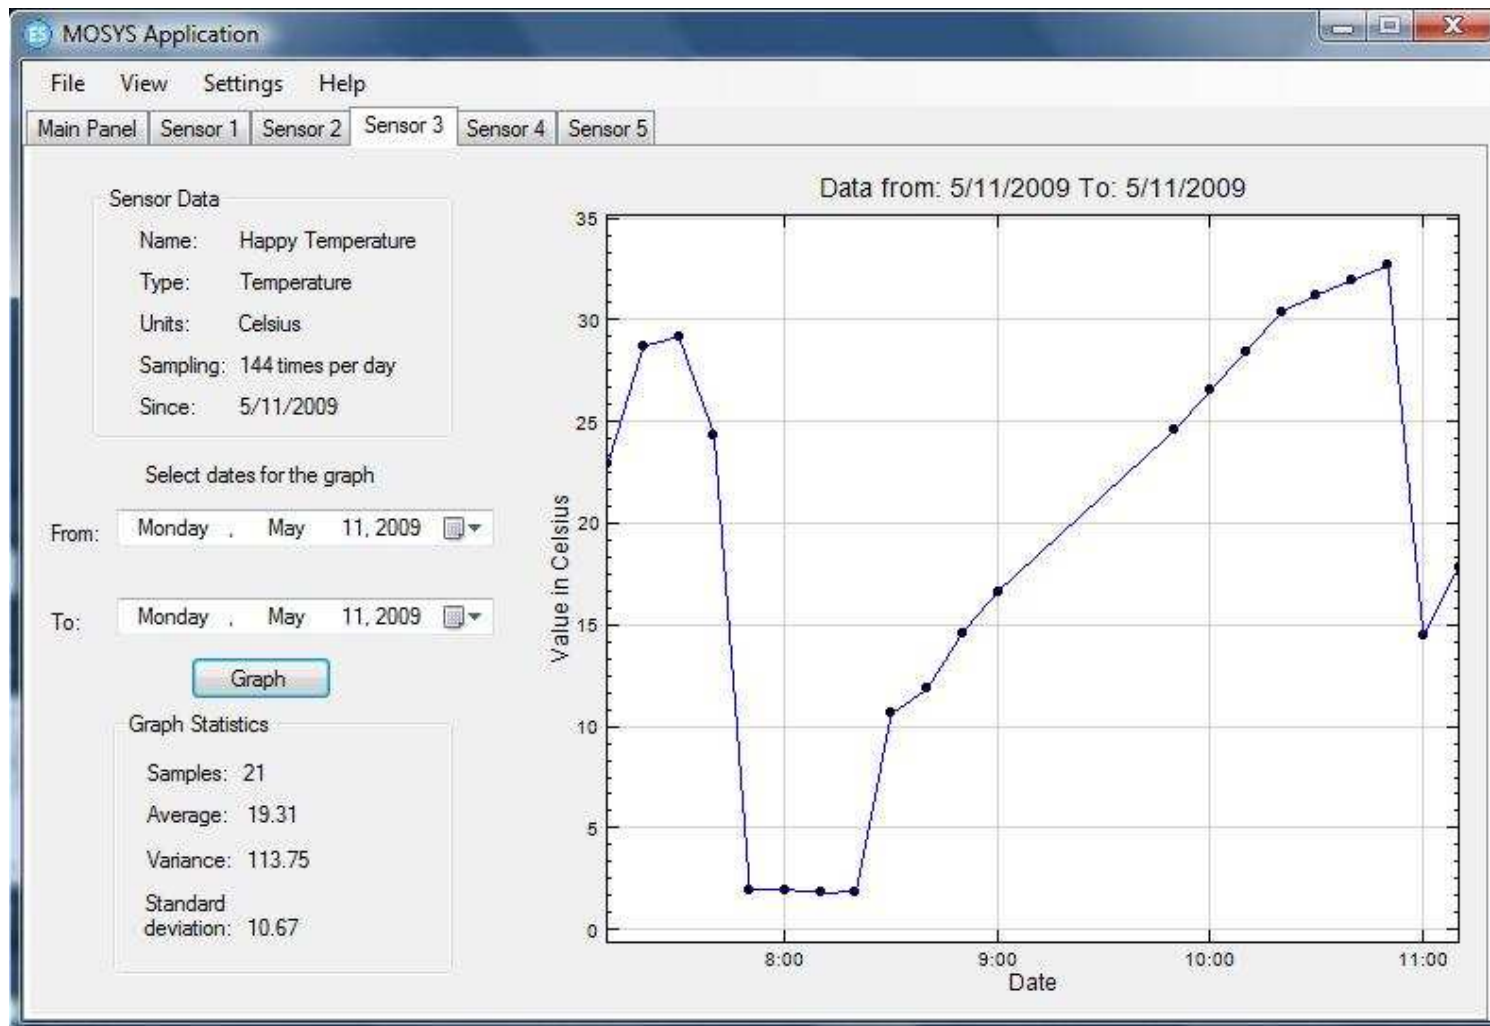 ES MOSYS Application
X
File View Settings Help
Main Panel Sensor 1 Sensor 2 Sensor 3 Sensor 4 Sensor 5
Sensor Data
Name: Happy Temperature
Type: Temperature
Units: Celsius
Sampling: 144 times per day
Since: 5/11/2009
Select dates for the graph
From: Monday , May 11, 2009
To: Monday , May 11, 2009
Graph
Graph Statistics
Samples: 21
Average: 19.31
Variance: 113.75
Standard
deviation: 10.67
Data from: 5/11/2009 To: 5/11/2009
Value in Celsius
35
30
25
20
15
10
5
0
8:00 9:00 10:00 11:00
Date